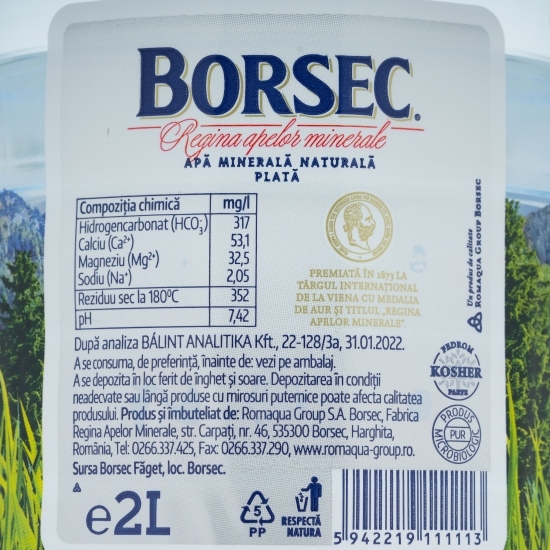 BORSEC.
Regina apelor minerale
APĂ MINERALĂ NATURALĂ
PLATĂ
Compoziția chimică mg/l
Hidrogencarbonat (HCO₃⁻) 317
Calciu (Ca²⁺) 53,1
Magneziu (Mg²⁺) 32,5
Sodiu (Na⁺) 2,05
Reziduu sec la 180ºC 352
pH 7,42
PREMIATĂ ÎN 1873 LA
TÂRGUL INTERNAȚIONAL
DE LA VIENA CU MEDALIA
DE AUR ȘI TITLUL „REGINA
APELOR MINERALE".
Un produs de calitate
ROMAQUA GROUP BORSEC
După analiza BÁLINT ANALITIKA Kft., 22-128/3a, 31.01.2022.
A se consuma, de preferință, înainte de: vezi pe ambalaj.
A se depozita în loc ferit de îngheț și soare. Depozitarea în condiții
neadecvate sau lângă produse cu mirosuri puternice poate afecta calitatea
produsului. Produs și îmbuteliat de: Romaqua Group S.A. Borsec, Fabrica
Regina Apelor Minerale, str. Carpați, nr. 46, 535300 Borsec, Harghita,
România, Tel: 0266.337.425, Fax: 0266.337.290, www.romaqua-group.ro.
Sursa Borsec Făget, loc. Borsec.
FEDROM
KOSHER
PARVE
PRODUS
PUR
MICROBIOLOGIC
℮2L
5
PP
RESPECTĂ
NATURA
5 942219 111113